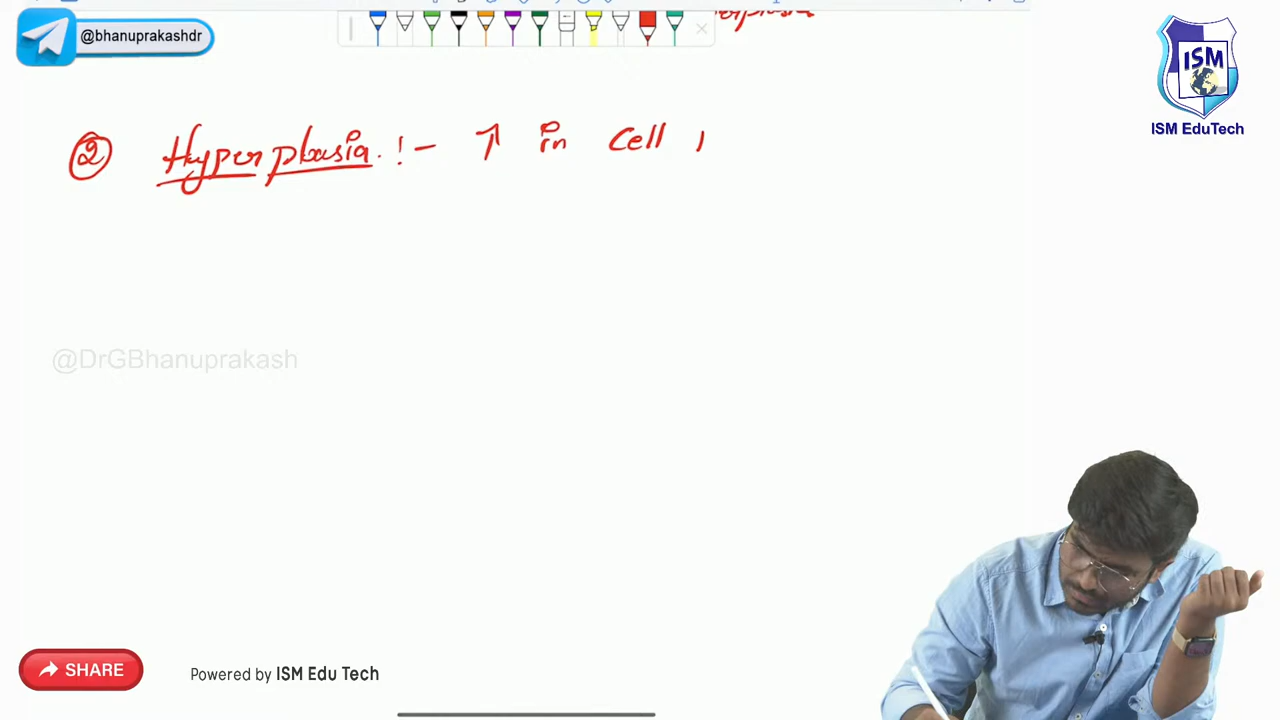 @bhanuprakashdr
ISM
ISM EduTech
② Hyperplasia :- ↑ in cell
@DrGBhanuprakash
SHARE
Powered by ISM Edu Tech